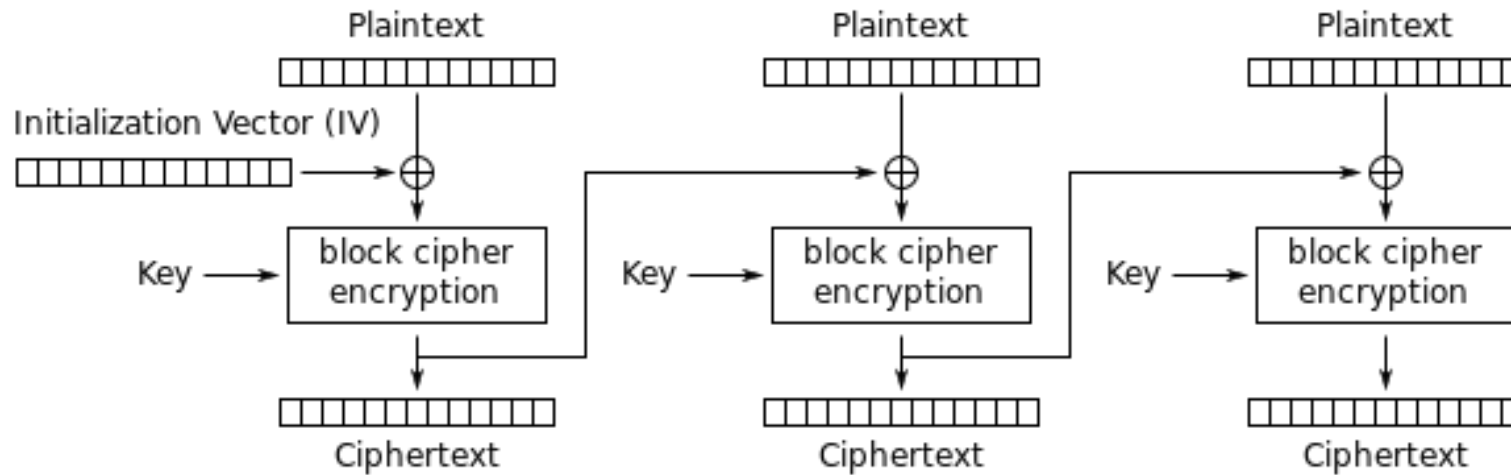 Plaintext
Plaintext
Plaintext
Initialization Vector (IV)
Key
block cipher
encryption
Key
block cipher
encryption
Key
block cipher
encryption
Ciphertext
Ciphertext
Ciphertext